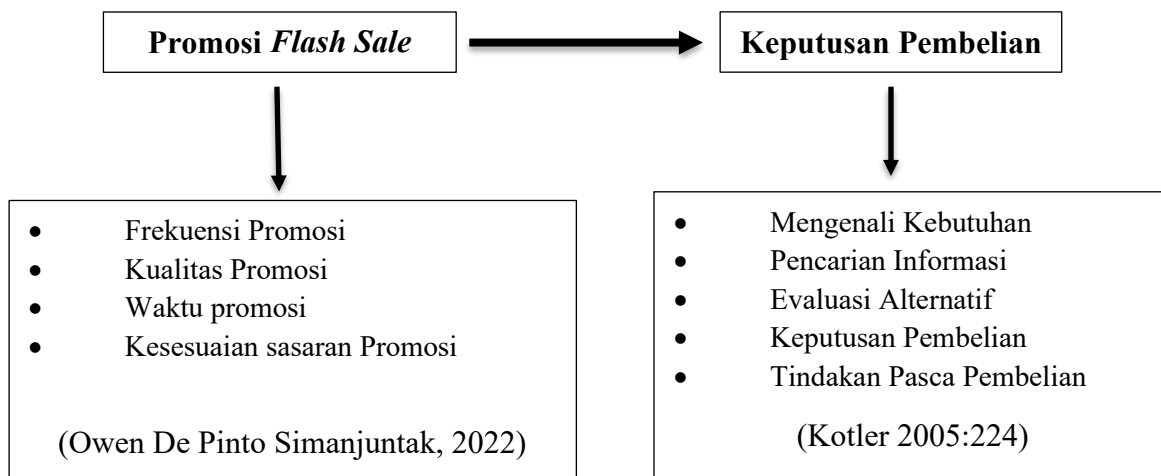 Promosi Flash Sale
Keputusan Pembelian
• Frekuensi Promosi
• Kualitas Promosi
• Waktu promosi
• Kesesuaian sasaran Promosi
(Owen De Pinto Simanjuntak, 2022)
• Mengenali Kebutuhan
• Pencarian Informasi
• Evaluasi Alternatif
• Keputusan Pembelian
• Tindakan Pasca Pembelian
(Kotler 2005:224)